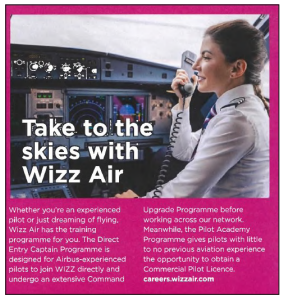 Take to the
skies with
Wizz Air
Whether you're an experienced
pilot or just dreaming of flying,
Wizz Air has the training
programme for you. The Direct
Entry Captain Programme is
designed for Airbus-experienced
pilots to join WIZZ directly and
undergo an extensive Command
Upgrade Programme before
working across our network.
Meanwhile, the Pilot Academy
Programme gives pilots with little
to no previous aviation experience
the opportunity to obtain a
Commercial Pilot Licence.
careers.wizzair.com